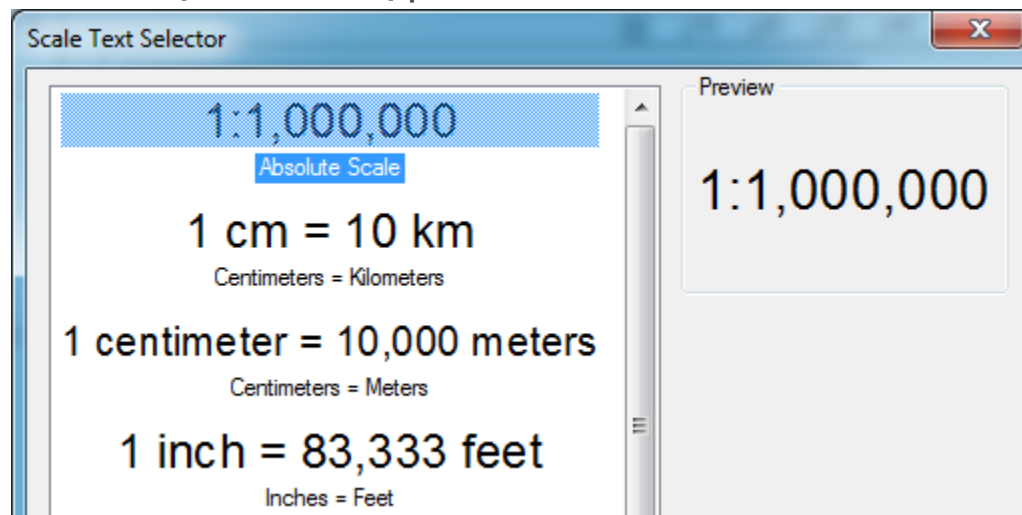 Scale Text Selector
x
1:1,000,000
Absolute Scale
1 cm = 10 km
Centimeters = Kilometers
1 centimeter = 10,000 meters
Centimeters = Meters
1 inch = 83,333 feet
Inches = Feet
Preview
1:1,000,000